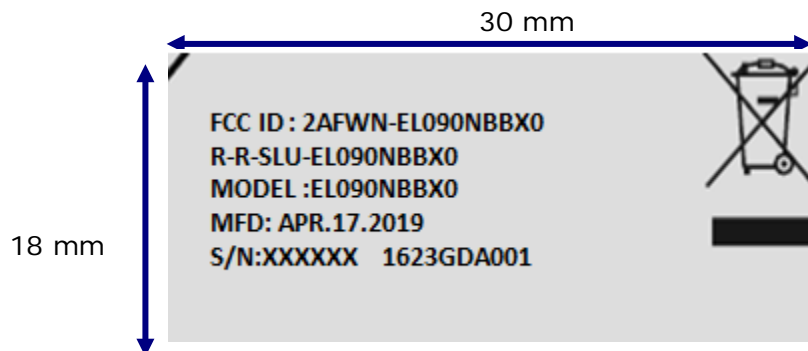 30 mm
FCC ID : 2AFWN-EL090NBBX0
R-R-SLU-EL090NBBX0
MODEL :EL090NBBX0
MFD: APR.17.2019
18 mm
S/N:XXXXXX 1623GDA001